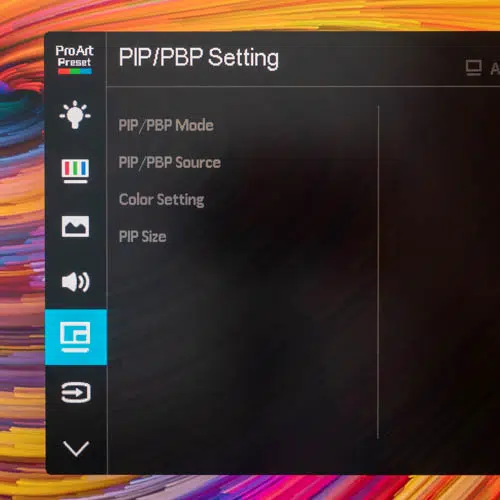 ProArt
Preset
PIP/PBP Setting
PIP/PBP Mode
PIP/PBP Source
Color Setting
PIP Size